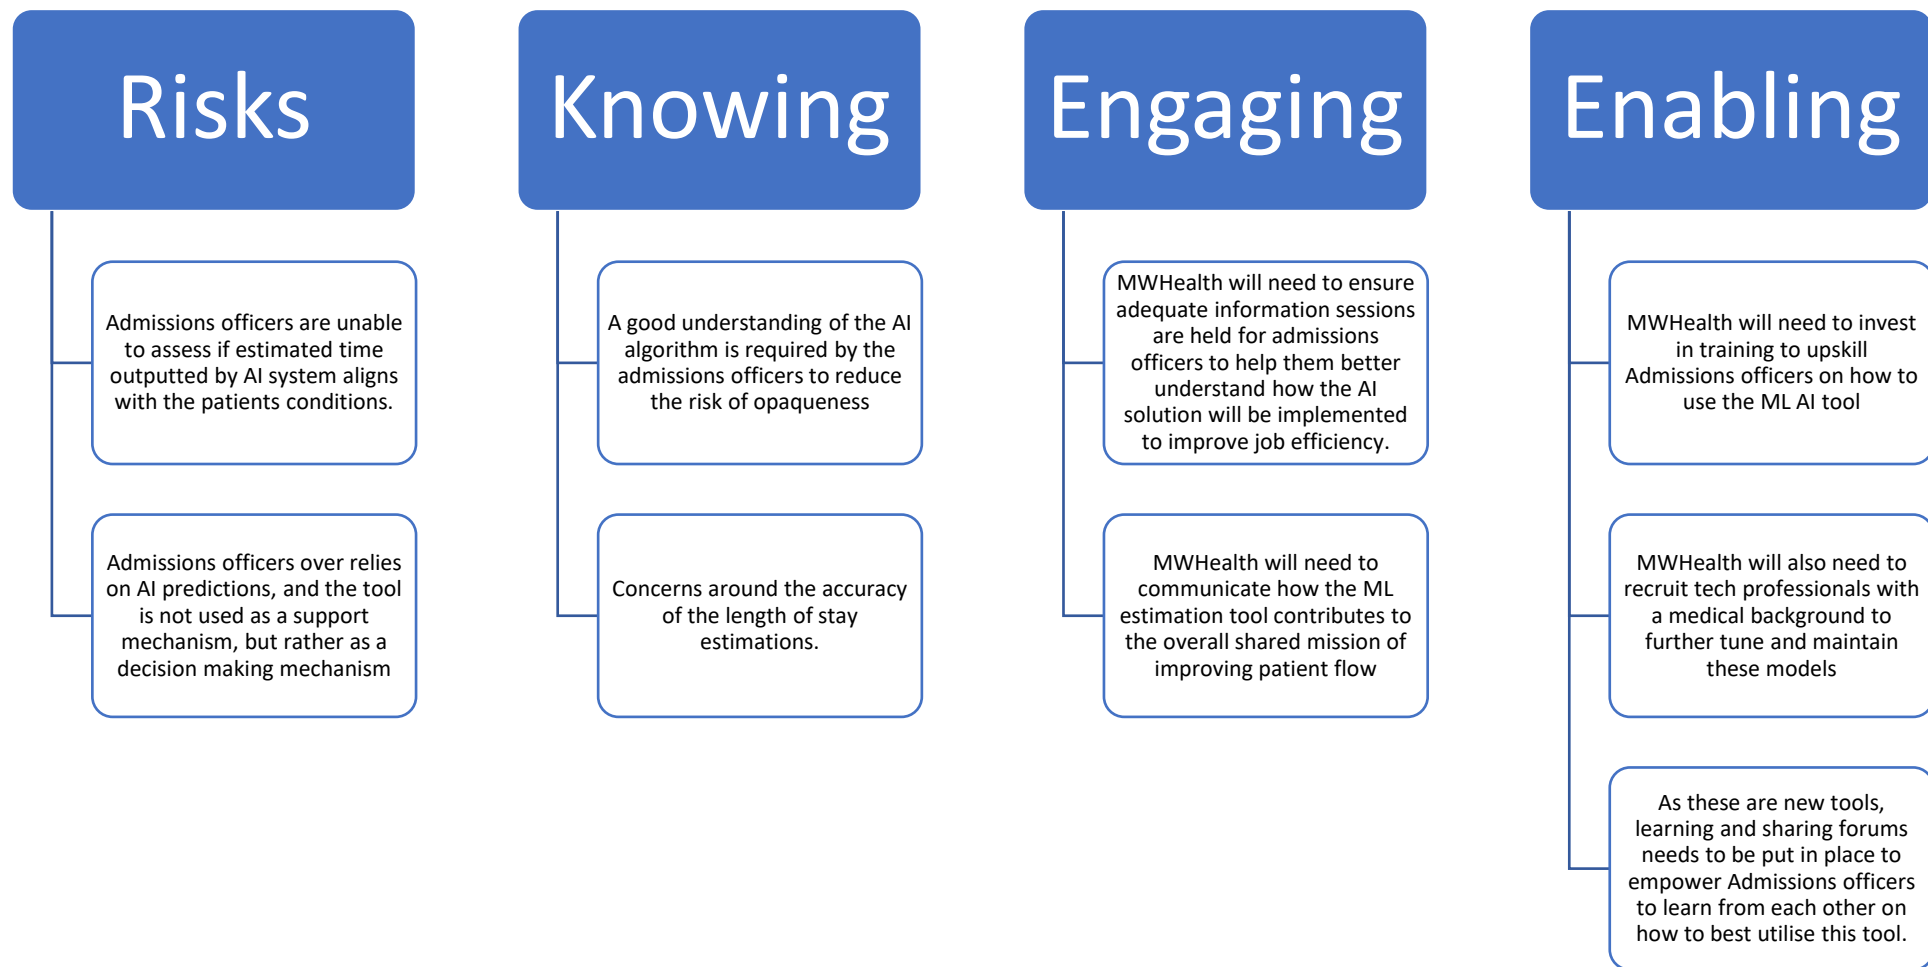 Risks
Admissions officers are unable
to assess if estimated time
outputted by AI system aligns
with the patients conditions.
Admissions officers over relies
on AI predictions, and the tool
is not used as a support
mechanism, but rather as a
decision making mechanism
Knowing
A good understanding of the AI
algorithm is required by the
admissions officers to reduce
the risk of opaqueness
Concerns around the accuracy
of the length of stay
estimations.
Engaging
MWHealth will need to ensure
adequate information sessions
are held for admissions
officers to help them better
understand how the AI
solution will be implemented
to improve job efficiency.
MWHealth will need to
communicate how the ML
estimation tool contributes to
the overall shared mission of
improving patient flow
Enabling
MWHealth will need to invest
in training to upskill
Admissions officers on how to
use the ML AI tool
MWHealth will also need to
recruit tech professionals with
a medical background to
further tune and maintain
these models
As these are new tools,
learning and sharing forums
needs to be put in place to
empower Admissions officers
to learn from each other on
how to best utilise this tool.